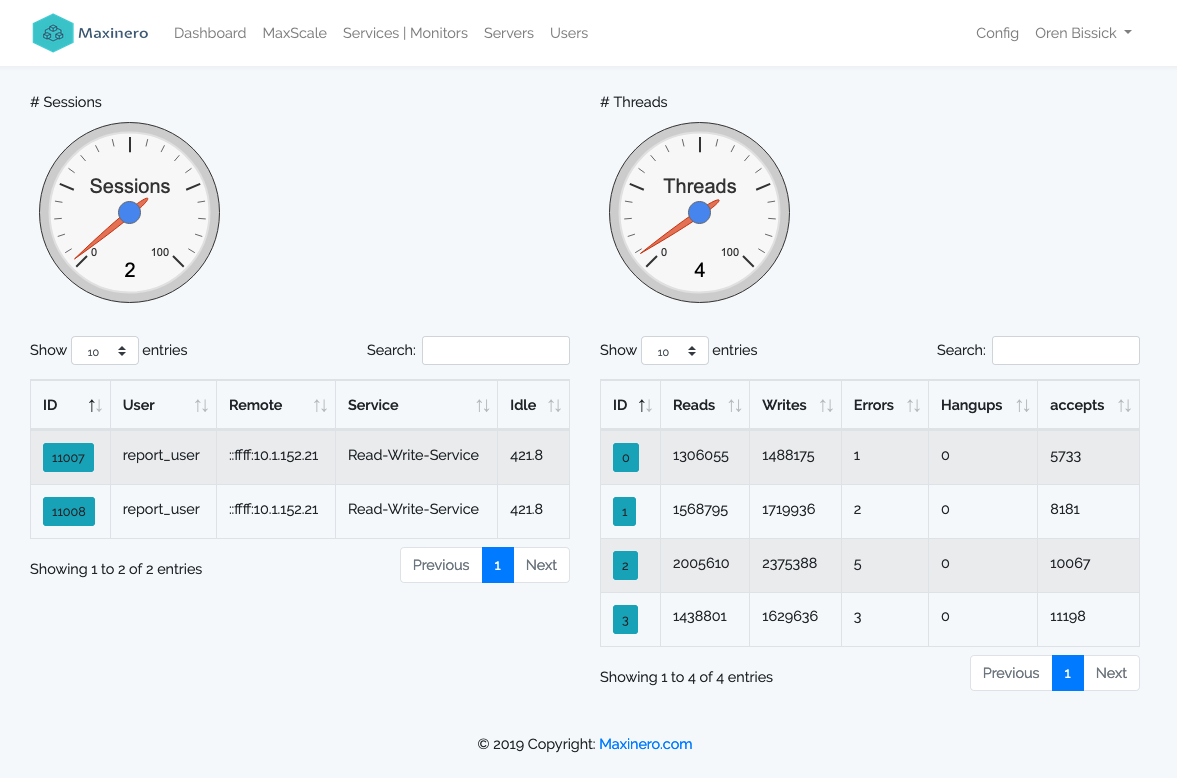 Maxinero Dashboard MaxScale Services | Monitors Servers Users Config Oren Bissick
# Sessions
Sessions
0 100
2
Show 10 entries Search:
ID User Remote Service Idle
11007 report_user ::ffff:10.1.152.21 Read-Write-Service 421.8
11008 report_user ::ffff:10.1.152.21 Read-Write-Service 421.8
Showing 1 to 2 of 2 entries Previous 1 Next
# Threads
Threads
0 100
4
Show 10 entries Search:
ID Reads Writes Errors Hangups accepts
0 1306055 1488175 1 0 5733
1 1568795 1719936 2 0 8181
2 2005610 2375388 5 0 10067
3 1438801 1629636 3 0 11198
Showing 1 to 4 of 4 entries Previous 1 Next
© 2019 Copyright: Maxinero.com